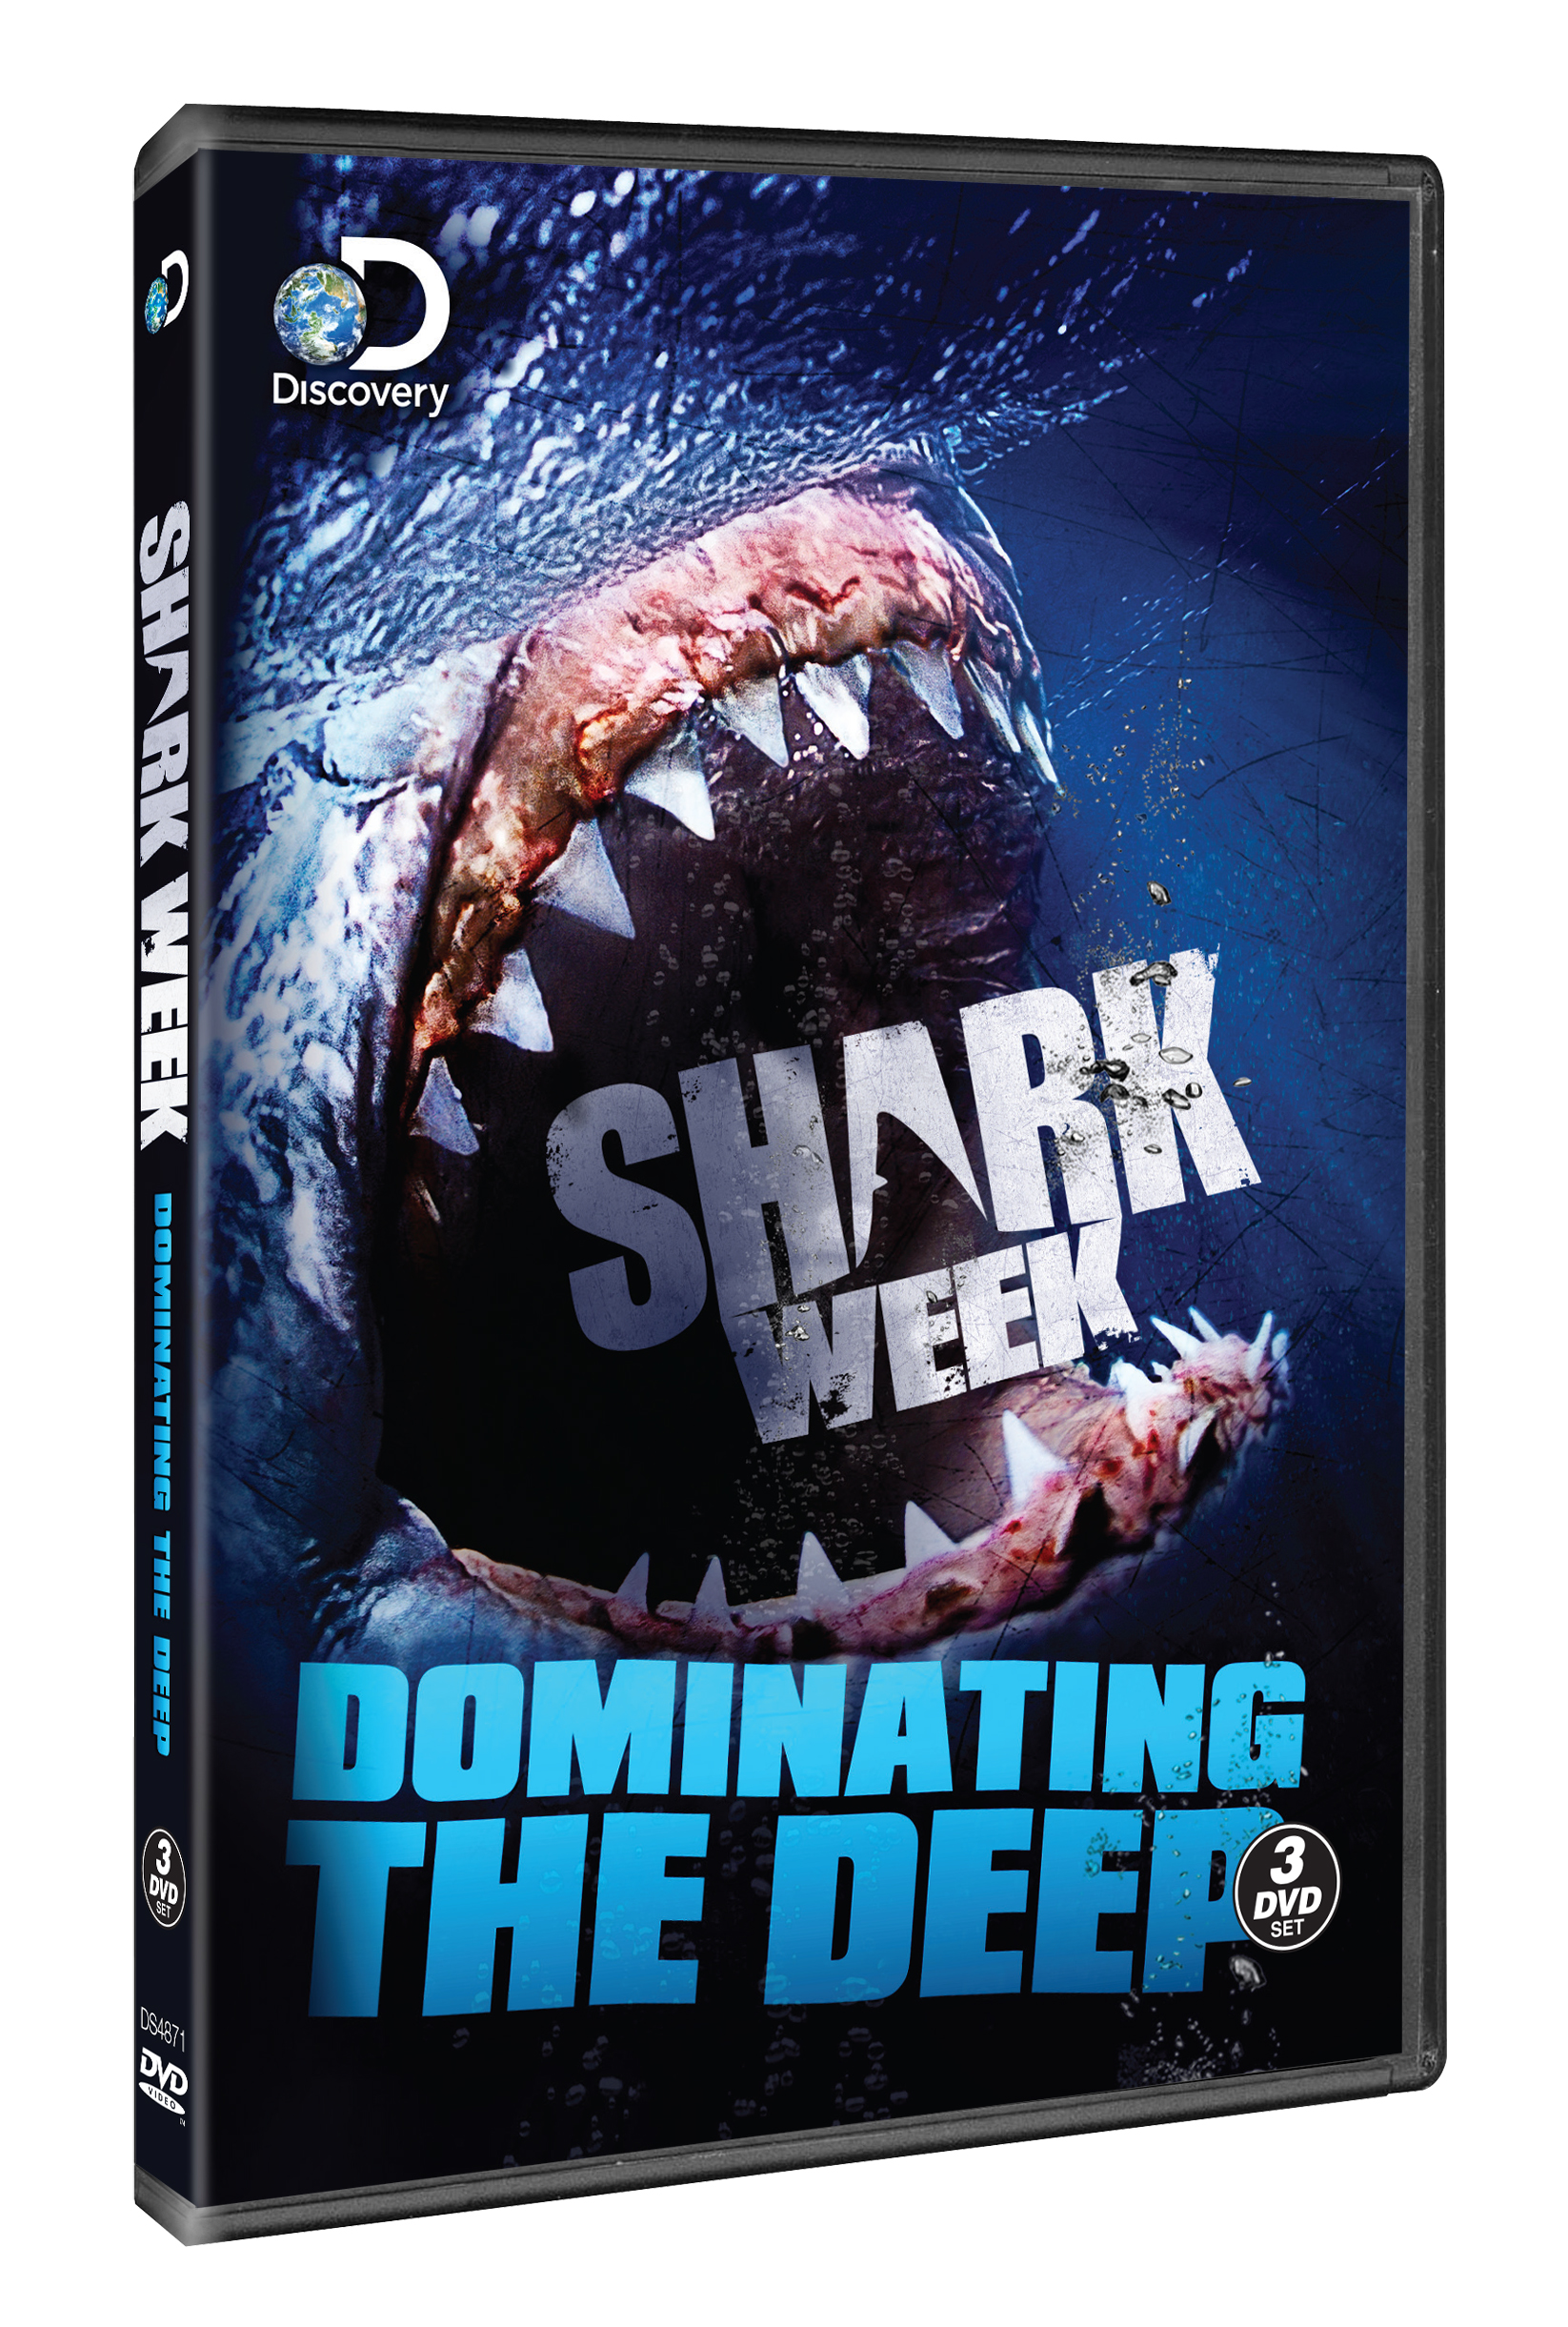 D
Discovery
SHARK
WEEK
DOMINATING
THE DEEP
3
DVD
SET
D
SHARK WEEK
DOMINATING THE DEEP
3
DVD
SET
DS4871
DVD
VIDEO
TM